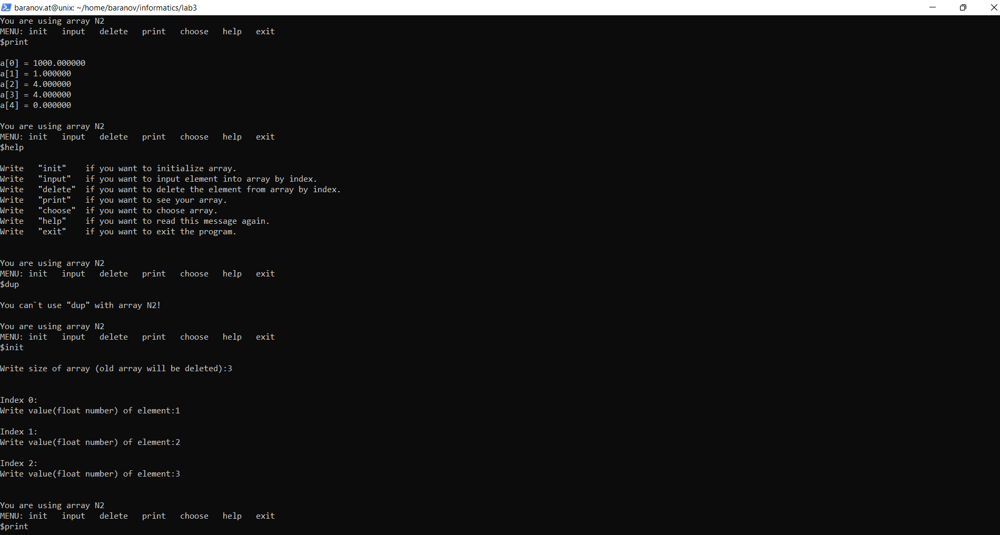 baranov.at@unix: ~/home/baranov/informatics/lab3
You are using array N2
MENU: init   input   delete   print   choose   help   exit
$print
a[0] = 1000.000000
a[1] = 1.000000
a[2] = 4.000000
a[3] = 4.000000
a[4] = 0.000000
You are using array N2
MENU: init   input   delete   print   choose   help   exit
$help
Write   "init"    if you want to initialize array.
Write   "input"   if you want to input element into array by index.
Write   "delete"  if you want to delete the element from array by index.
Write   "print"   if you want to see your array.
Write   "choose"  if you want to choose array.
Write   "help"    if you want to read this message again.
Write   "exit"    if you want to exit the program.
You are using array N2
MENU: init   input   delete   print   choose   help   exit
$dup
You can`t use "dup" with array N2!
You are using array N2
MENU: init   input   delete   print   choose   help   exit
$init
Write size of array (old array will be deleted):3
Index 0:
Write value(float number) of element:1
Index 1:
Write value(float number) of element:2
Index 2:
Write value(float number) of element:3
You are using array N2
MENU: init   input   delete   print   choose   help   exit
$print